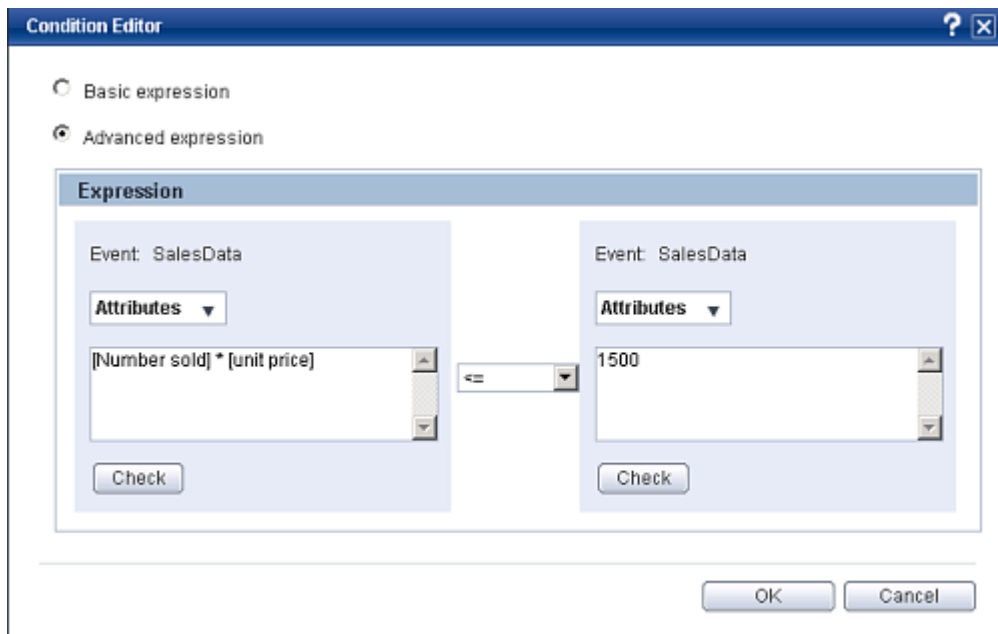 Condition Editor
?
Basic expression
Advanced expression
Expression
Event: SalesData
Attributes
[Number sold] * [unit price]
Check
<=
Event: SalesData
Attributes
1500
Check
OK
Cancel